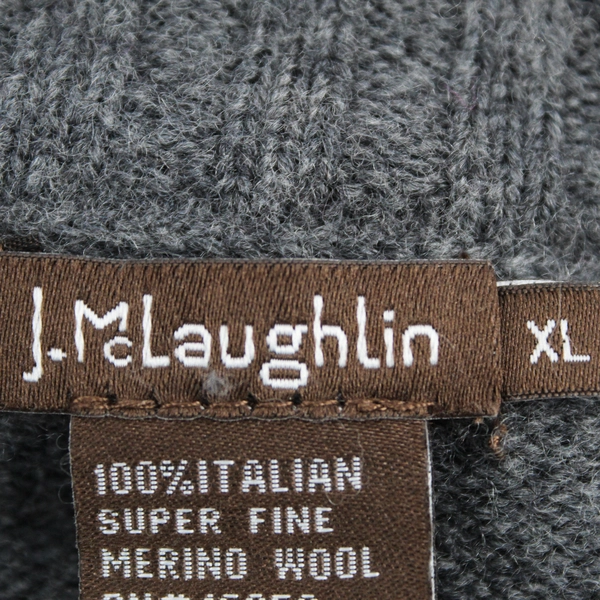 J.McLaughlin
XL
100%ITALIAN
SUPER FINE
MERINO WOOL